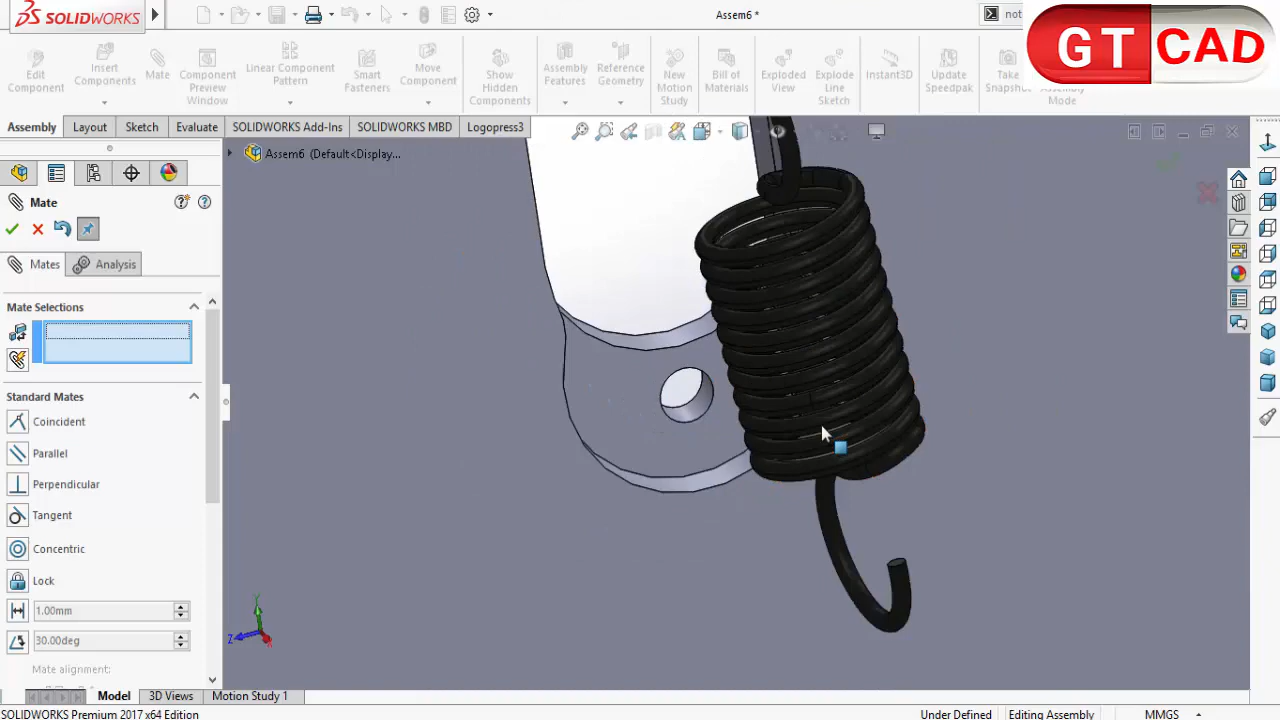 SOLIDWORKS
Assem6 *
not
GT CAD
Edit Component
Insert Components
Mate
Component Preview Window
Linear Component Pattern
Smart Fasteners
Move Component
Show Hidden Components
Assembly Features
Reference Geometry
New Motion Study
Bill of Materials
Exploded View
Explode Line Sketch
Instant3D
Update Speedpak
Take Snapshot
Assembly Mode
Assembly Layout Sketch Evaluate SOLIDWORKS Add-Ins SOLIDWORKS MBD Logopress3
Assem6 (Default<Display...
Mate
Mates Analysis
Mate Selections
Standard Mates
Coincident
Parallel
Perpendicular
Tangent
Concentric
Lock
1.00mm
30.00deg
Mate alignment:
Y
Z
X
Model 3D Views Motion Study 1
SOLIDWORKS Premium 2017 x64 Edition
Under Defined Editing Assembly MMGS